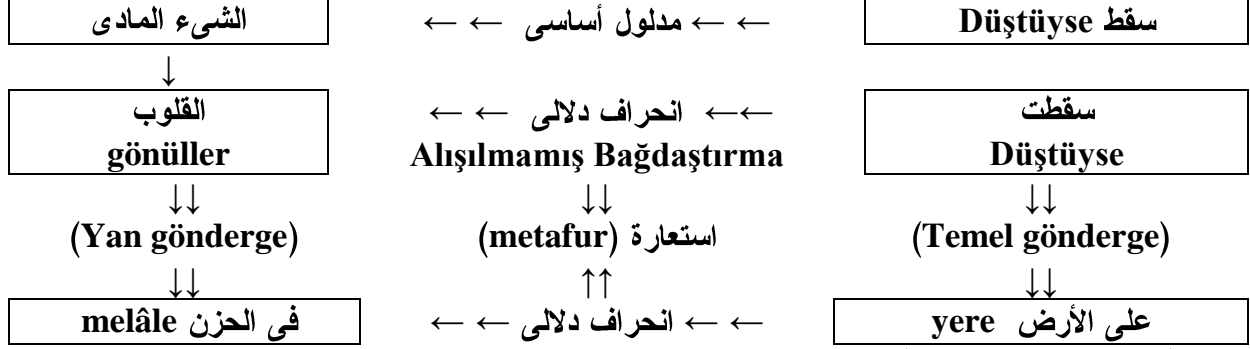 سقط Düştüyse ← ← مدلول أساسى ← ← الشىء المادى
↓
سقطت ←← انحراف دلالى ← ← القلوب
Düştüyse Alışılmamış Bağdaştırma gönüller
↓↓ ↓↓ ↓↓
(Temel gönderge) استعارة (metafur) (Yan gönderge)
↓↓ ↑↑ ↓↓
على الأرض yere ← ← انحراف دلالى ← ← فى الحزن melâle